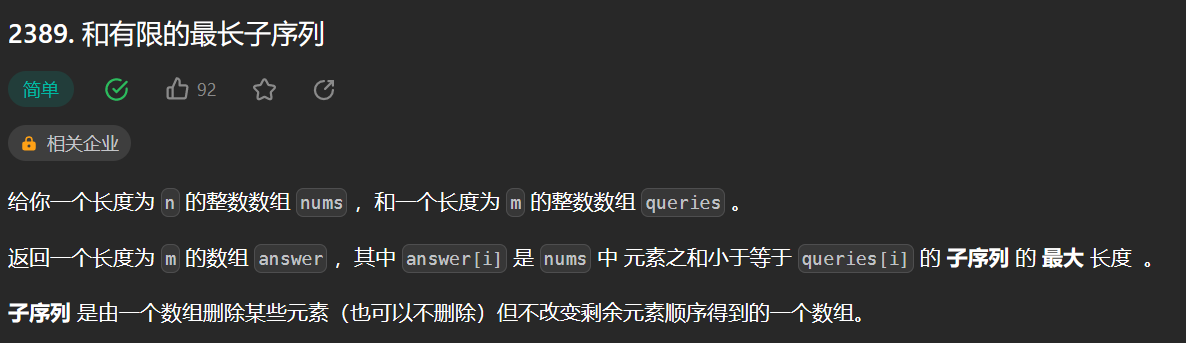 2389. 和有限的最长子序列
简单
92
相关企业
给你一个长度为 n 的整数数组 nums ，和一个长度为 m 的整数数组 queries 。
返回一个长度为 m 的数组 answer ，其中 answer[i] 是 nums 中 元素之和小于等于 queries[i] 的 子序列 的 最大 长度 。
子序列 是由一个数组删除某些元素（也可以不删除）但不改变剩余元素顺序得到的一个数组。